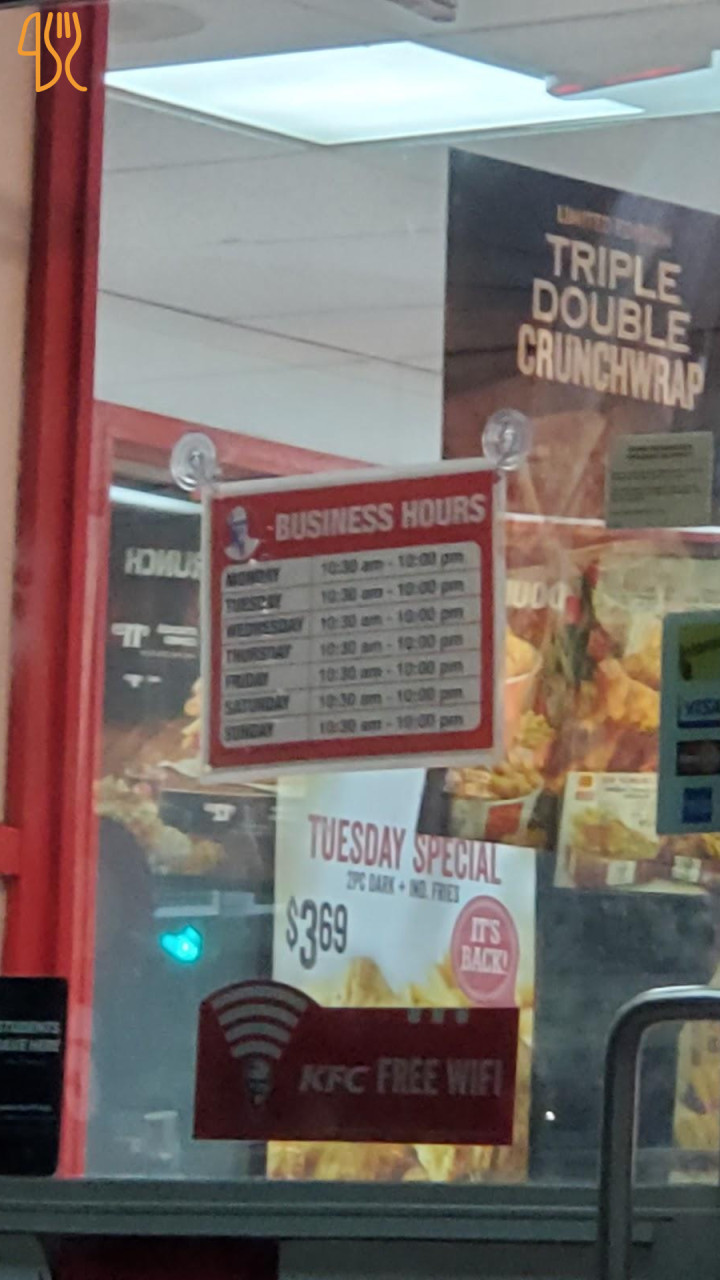 TRIPLE
DOUBLE
CRUNCHWRAP
BUSINESS HOURS
MONDAY 10:30 am - 10:00 pm
TUESDAY 10:30 am - 10:00 pm
WEDNESDAY 10:30 am - 10:00 pm
THURSDAY 10:30 am - 10:00 pm
FRIDAY 10:30 am - 10:00 pm
SATURDAY 10:30 am - 10:00 pm
SUNDAY 10:30 am - 10:00 pm
VISA
TUESDAY SPECIAL
2PC DARK + IND. FRIES
$369
IT'S
BACK!
KFC FREE WIFI